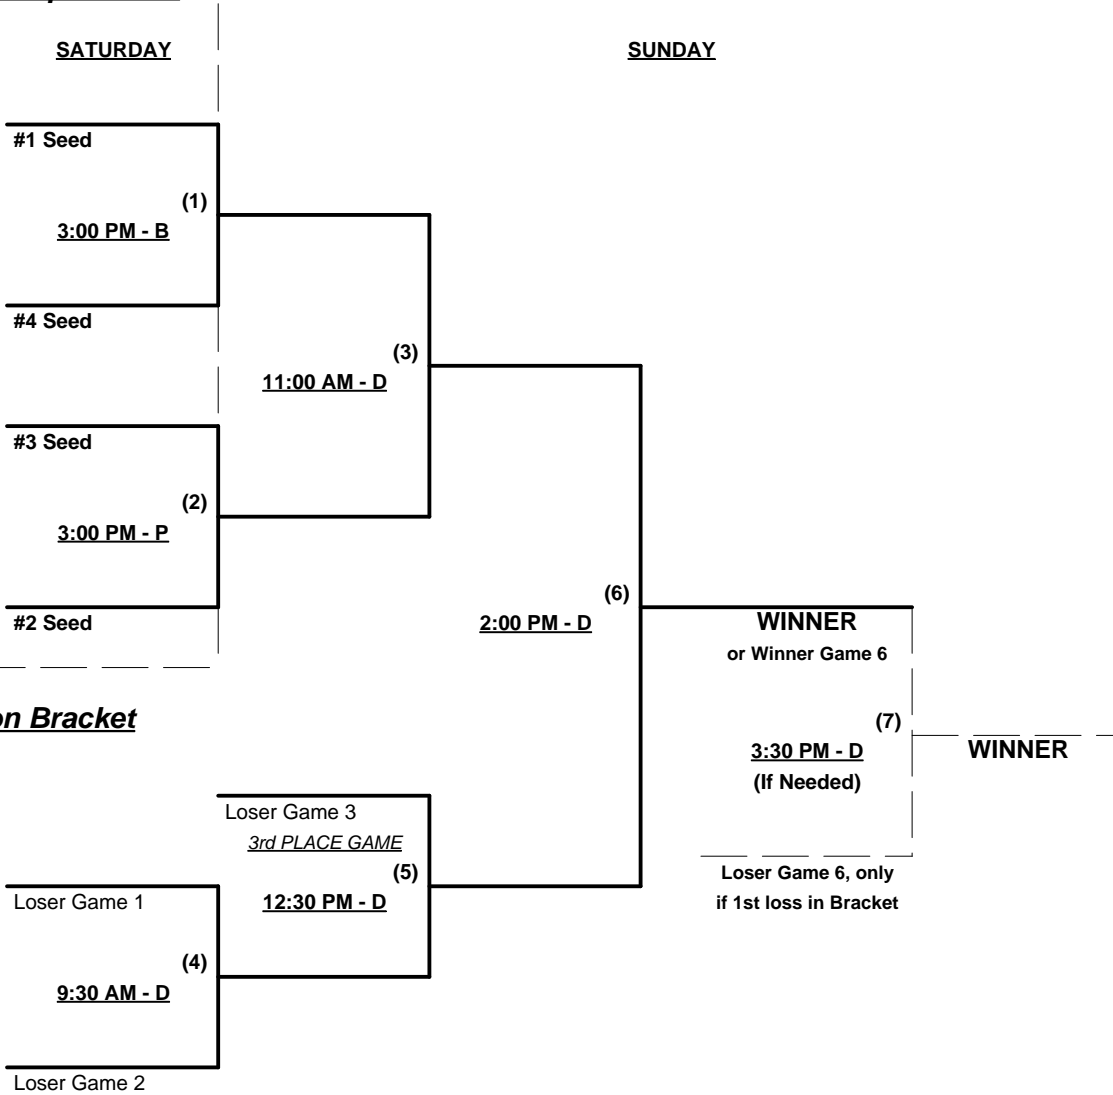 SATURDAY
SUNDAY
#1 Seed
(1)
3:00 PM - B
#4 Seed
(3)
11:00 AM - D
#3 Seed
(2)
3:00 PM - P
#2 Seed
(6)
2:00 PM - D
WINNER
or Winner Game 6
on Bracket
(7)
3:30 PM - D
WINNER
(If Needed)
Loser Game 3
3rd PLACE GAME
(5)
12:30 PM - D
Loser Game 6, only
if 1st loss in Bracket
Loser Game 1
(4)
9:30 AM - D
Loser Game 2